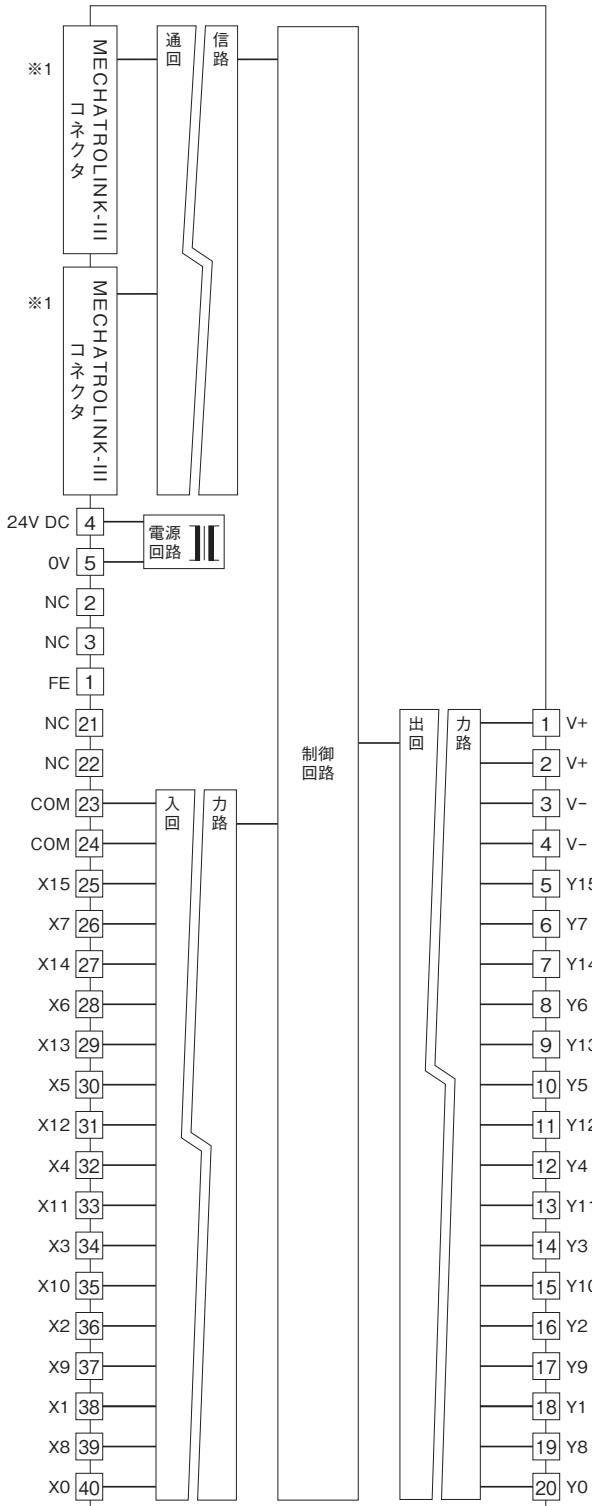 ※1
MECHATROLINK-III
コネクタ
※1
MECHATROLINK-III
コネクタ
通信
回路
24V DC 4
0V 5
電源
回路
NC 2
NC 3
FE 1
NC 21
NC 22
COM 23
COM 24
X15 25
X7 26
X14 27
X6 28
X13 29
X5 30
X12 31
X4 32
X11 33
X3 34
X10 35
X2 36
X9 37
X1 38
X8 39
X0 40
入力
回路
制御
回路
出力
回路
1 V+
2 V+
3 V−
4 V−
5 Y15
6 Y7
7 Y14
8 Y6
9 Y13
10 Y5
11 Y12
12 Y4
13 Y11
14 Y3
15 Y10
16 Y2
17 Y9
18 Y1
19 Y8
20 Y0